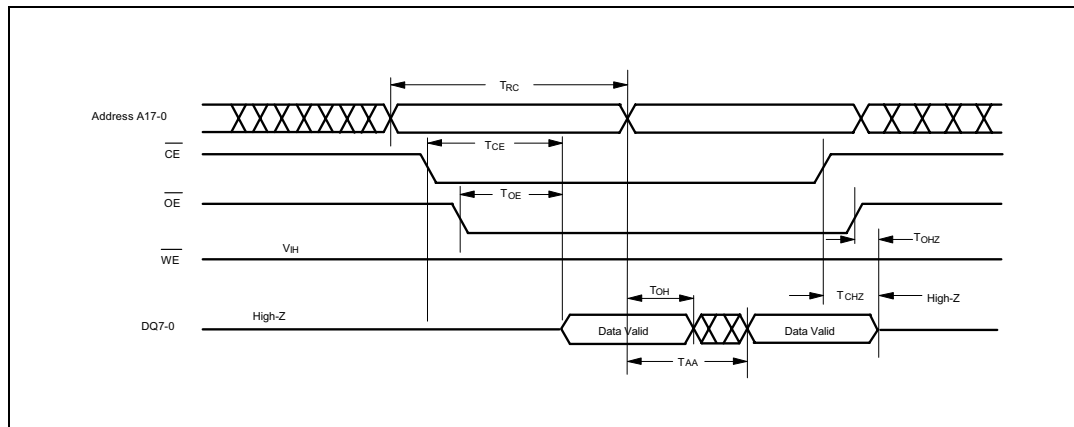 TRC
Address A17-0
TCE
CE
TOE
OE
TOHZ
VIH
WE
TOH
TCHZ
High-Z
High-Z
DQ7-0
Data Valid
Data Valid
TAA